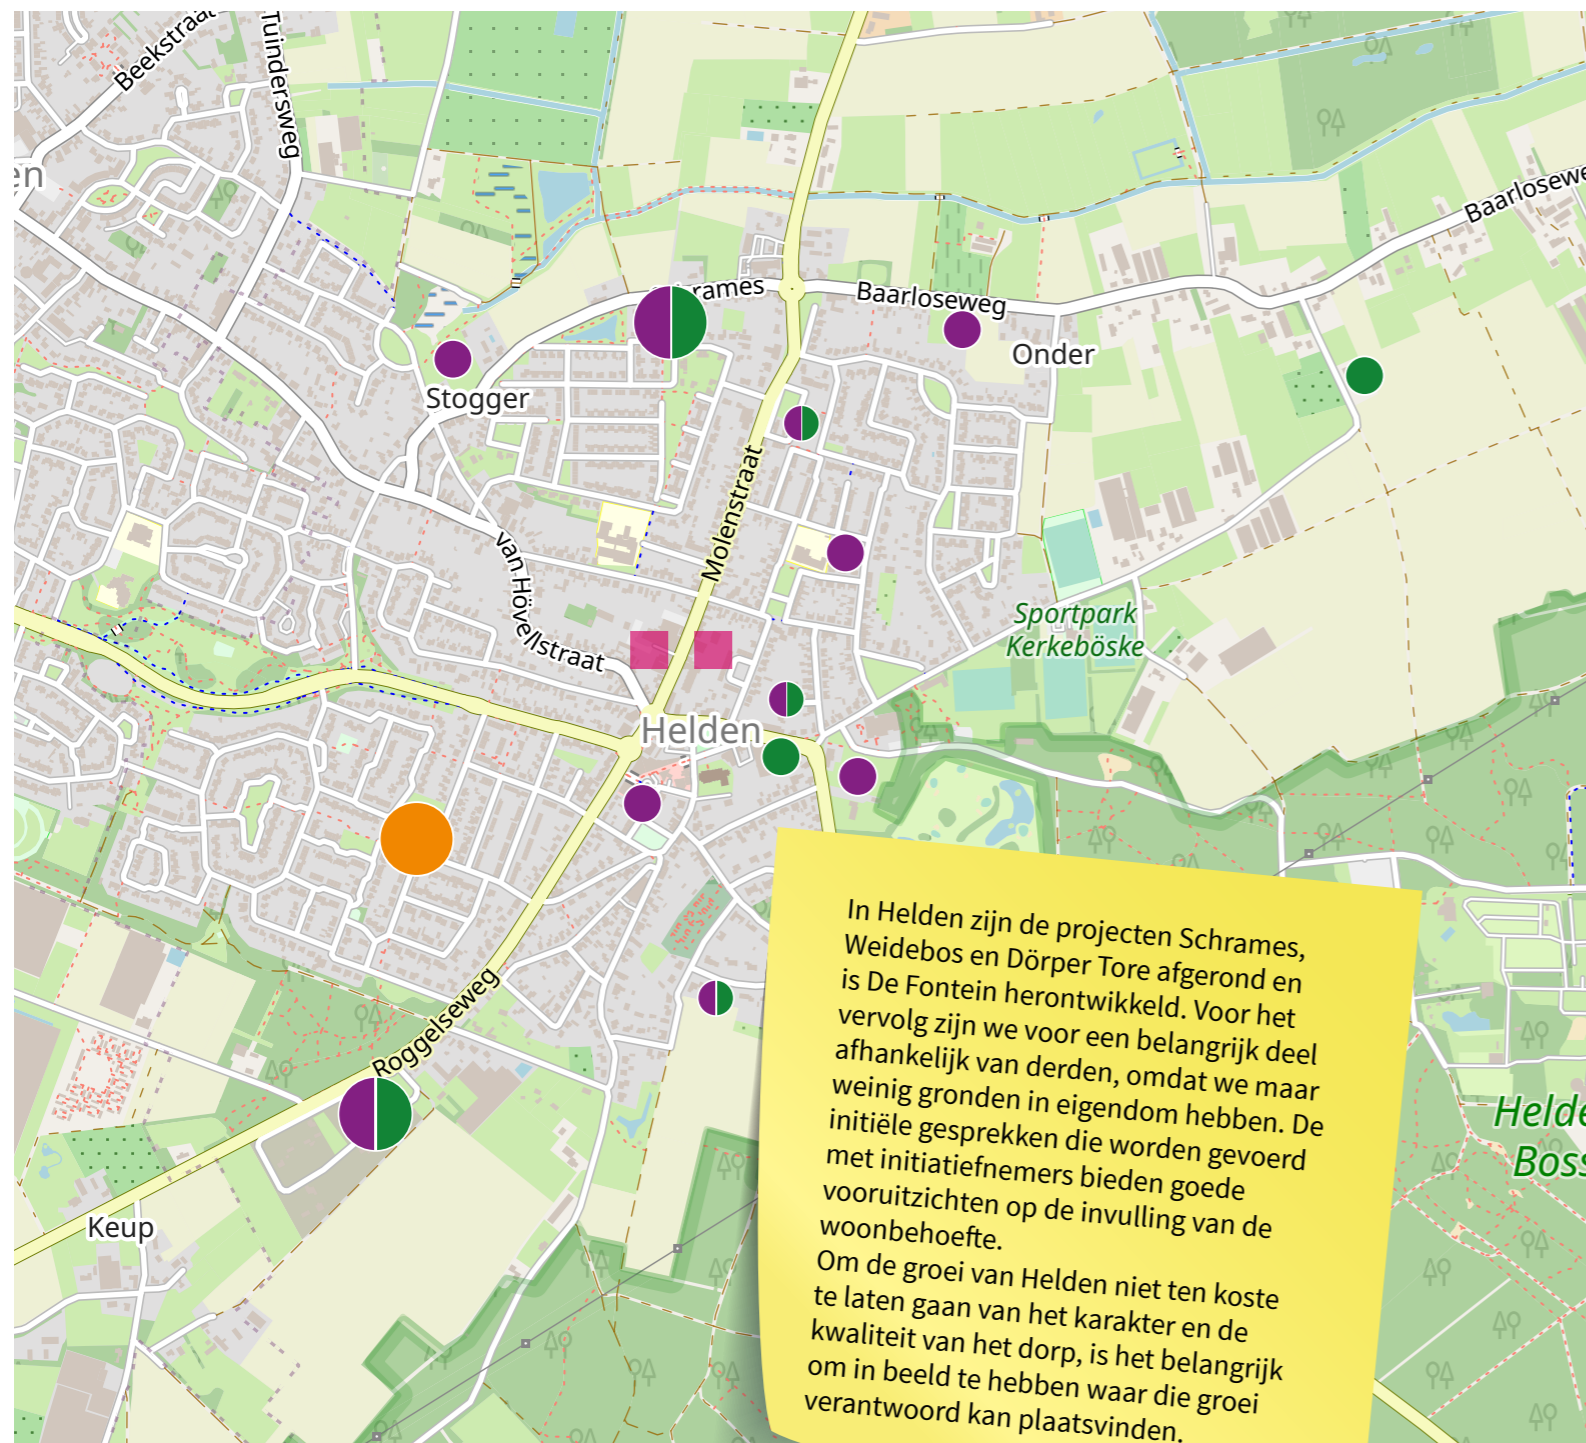 Beekstraat
Tuindersweg
en
Schrames
Baarloseweg
Baarloseweg
Onder
Stogger
Molenstraat
van Hövellstraat
Sportpark
Kerkeböske
Helden
Roggelseweg
Keup
Helde
Boss
In Helden zijn de projecten Schrames,
Weidebos en Dörper Tore afgerond en
is De Fontein herontwikkeld. Voor het
vervolg zijn we voor een belangrijk deel
afhankelijk van derden, omdat we maar
weinig gronden in eigendom hebben. De
initiële gesprekken die worden gevoerd
met initiatiefnemers bieden goede
vooruitzichten op de invulling van de
woonbehoefte.
Om de groei van Helden niet ten koste
te laten gaan van het karakter en de
kwaliteit van het dorp, is het belangrijk
om in beeld te hebben waar die groei
verantwoord kan plaatsvinden.